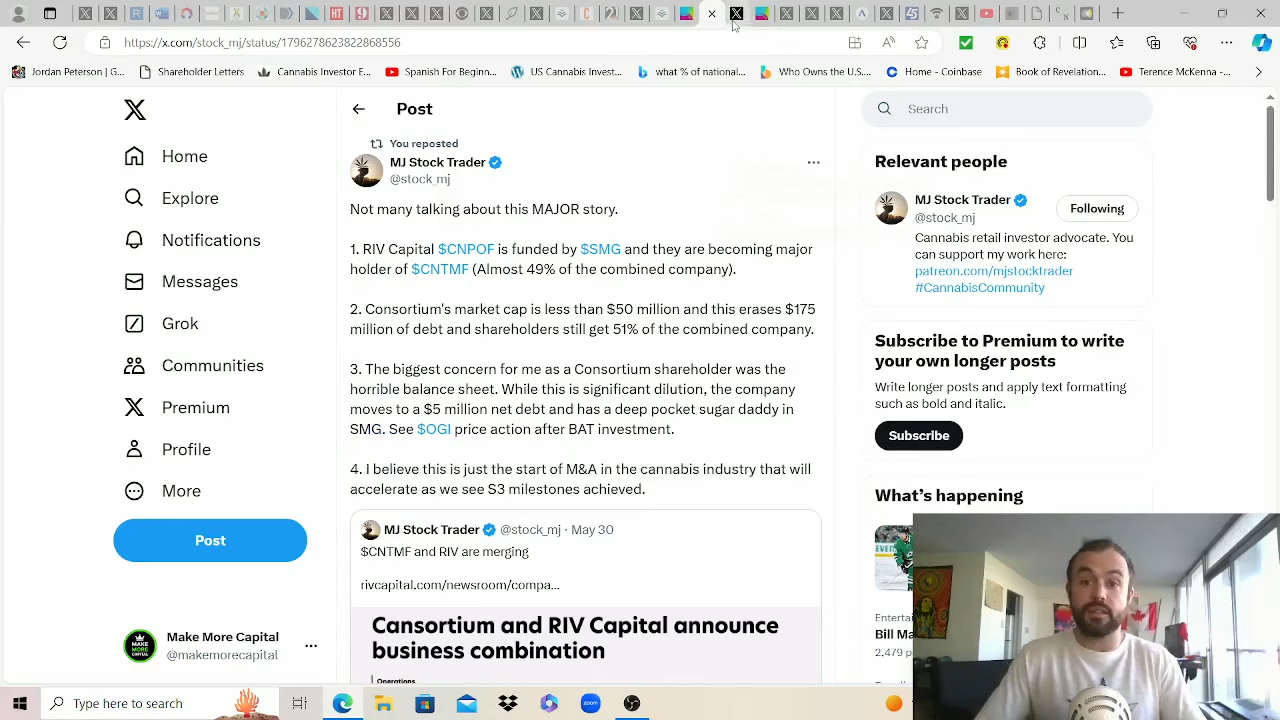 https://x.com/stock_mj/status/1796278623822868556
Jordan Peterson | G...
Shareholder Letters
Cannabis Investor E...
Spanish For Beginn...
US Cannabis Invest...
what % of national...
Who Owns the U.S...
Home - Coinbase
Book of Revelation...
Terence McKenna -...
Home
Explore
Notifications
Messages
Grok
Communities
Premium
Profile
More
Post
Make More Capital
@makemorecapital
Post
You reposted
MJ Stock Trader
@stock_mj
Not many talking about this MAJOR story.
1. RIV Capital $CNPOF is funded by $SMG and they are becoming major
holder of $CNTMF (Almost 49% of the combined company).
2. Consortium's market cap is less than $50 million and this erases $175
million of debt and shareholders still get 51% of the combined company.
3. The biggest concern for me as a Consortium shareholder was the
horrible balance sheet. While this is significant dilution, the company
moves to a $5 million net debt and has a deep pocket sugar daddy in
SMG. See $OGI price action after BAT investment.
4. I believe this is just the start of M&A in the cannabis industry that will
accelerate as we see S3 milestones achieved.
MJ Stock Trader @stock_mj · May 30
$CNTMF and RIV are merging
rivcapital.com/newsroom/compa...
Cansortium and RIV Capital announce
business combination
Operations
Search
Relevant people
MJ Stock Trader
@stock_mj
Following
Cannabis retail investor advocate. You
can support my work here:
patreon.com/mjstocktrader
#CannabisCommunity
Subscribe to Premium to write
your own longer posts
Write longer posts and apply text formatting
such as bold and italic.
Subscribe
What's happening
Entertai
Bill Ma
2,479 p
Type here to search
zoom